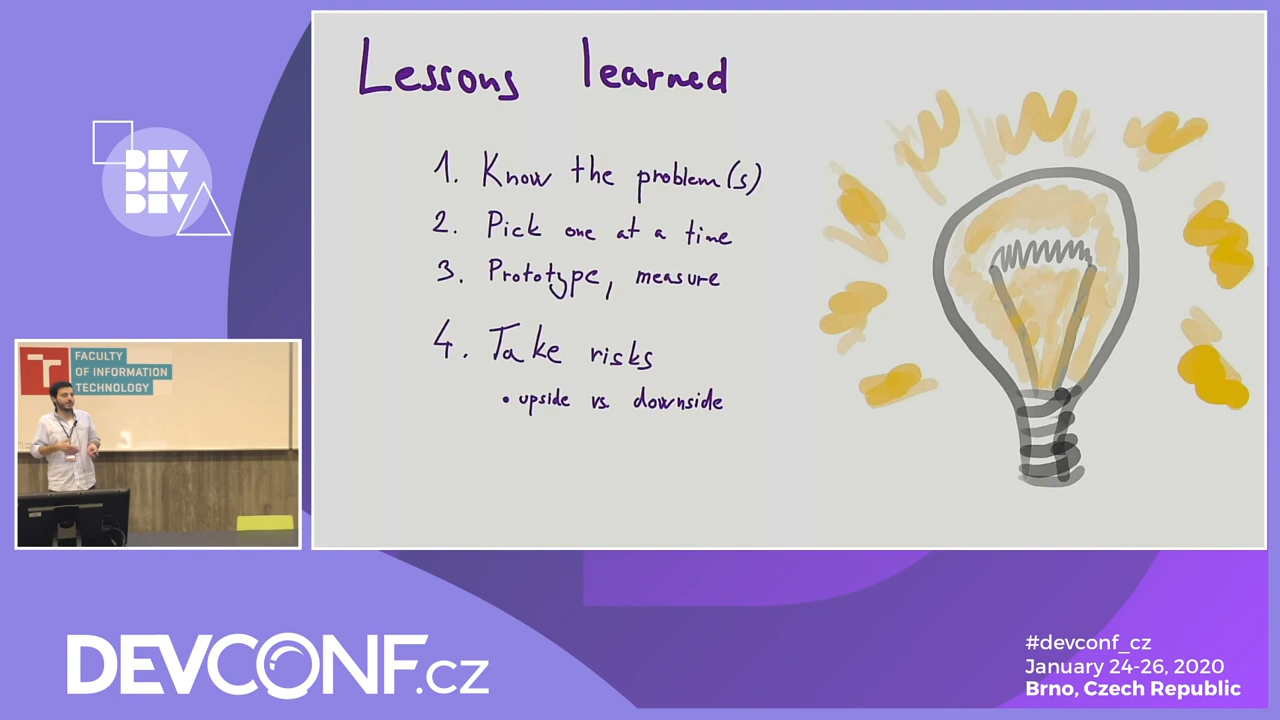 Lessons learned
1. Know the problem(s)
2. Pick one at a time
3. Prototype, measure
4. Take risks
• upside vs. downside
DEV
DEV
DEV
FACULTY
OF INFORMATION
TECHNOLOGY
DEVCONF.cz
#devconf_cz
January 24-26, 2020
Brno, Czech Republic